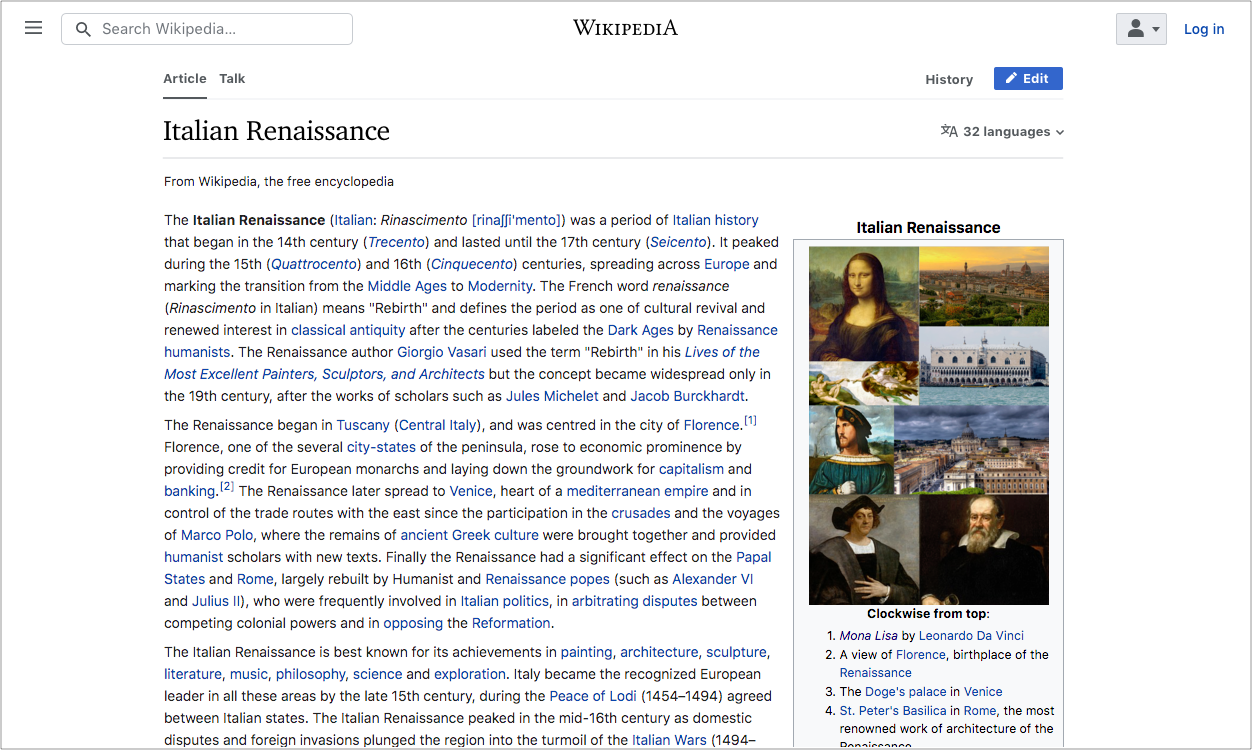 Search Wikipedia...
WIKIPEDIA
Log in
Article Talk
History
Edit
Italian Renaissance
32 languages
From Wikipedia, the free encyclopedia
The Italian Renaissance (Italian: Rinascimento [rinaʃʃiˈmento]) was a period of Italian history
that began in the 14th century (Trecento) and lasted until the 17th century (Seicento). It peaked
during the 15th (Quattrocento) and 16th (Cinquecento) centuries, spreading across Europe and
marking the transition from the Middle Ages to Modernity. The French word renaissance
(Rinascimento in Italian) means "Rebirth" and defines the period as one of cultural revival and
renewed interest in classical antiquity after the centuries labeled the Dark Ages by Renaissance
humanists. The Renaissance author Giorgio Vasari used the term "Rebirth" in his Lives of the
Most Excellent Painters, Sculptors, and Architects but the concept became widespread only in
the 19th century, after the works of scholars such as Jules Michelet and Jacob Burckhardt.
The Renaissance began in Tuscany (Central Italy), and was centred in the city of Florence.[1]
Florence, one of the several city-states of the peninsula, rose to economic prominence by
providing credit for European monarchs and laying down the groundwork for capitalism and
banking.[2] The Renaissance later spread to Venice, heart of a mediterranean empire and in
control of the trade routes with the east since the participation in the crusades and the voyages
of Marco Polo, where the remains of ancient Greek culture were brought together and provided
humanist scholars with new texts. Finally the Renaissance had a significant effect on the Papal
States and Rome, largely rebuilt by Humanist and Renaissance popes (such as Alexander VI
and Julius II), who were frequently involved in Italian politics, in arbitrating disputes between
competing colonial powers and in opposing the Reformation.
The Italian Renaissance is best known for its achievements in painting, architecture, sculpture,
literature, music, philosophy, science and exploration. Italy became the recognized European
leader in all these areas by the late 15th century, during the Peace of Lodi (1454–1494) agreed
between Italian states. The Italian Renaissance peaked in the mid-16th century as domestic
disputes and foreign invasions plunged the region into the turmoil of the Italian Wars (1494–
Italian Renaissance
Clockwise from top:
1. Mona Lisa by Leonardo Da Vinci
2. A view of Florence, birthplace of the
Renaissance
3. The Doge's palace in Venice
4. St. Peter's Basilica in Rome, the most
renowned work of architecture of the
Renaissance